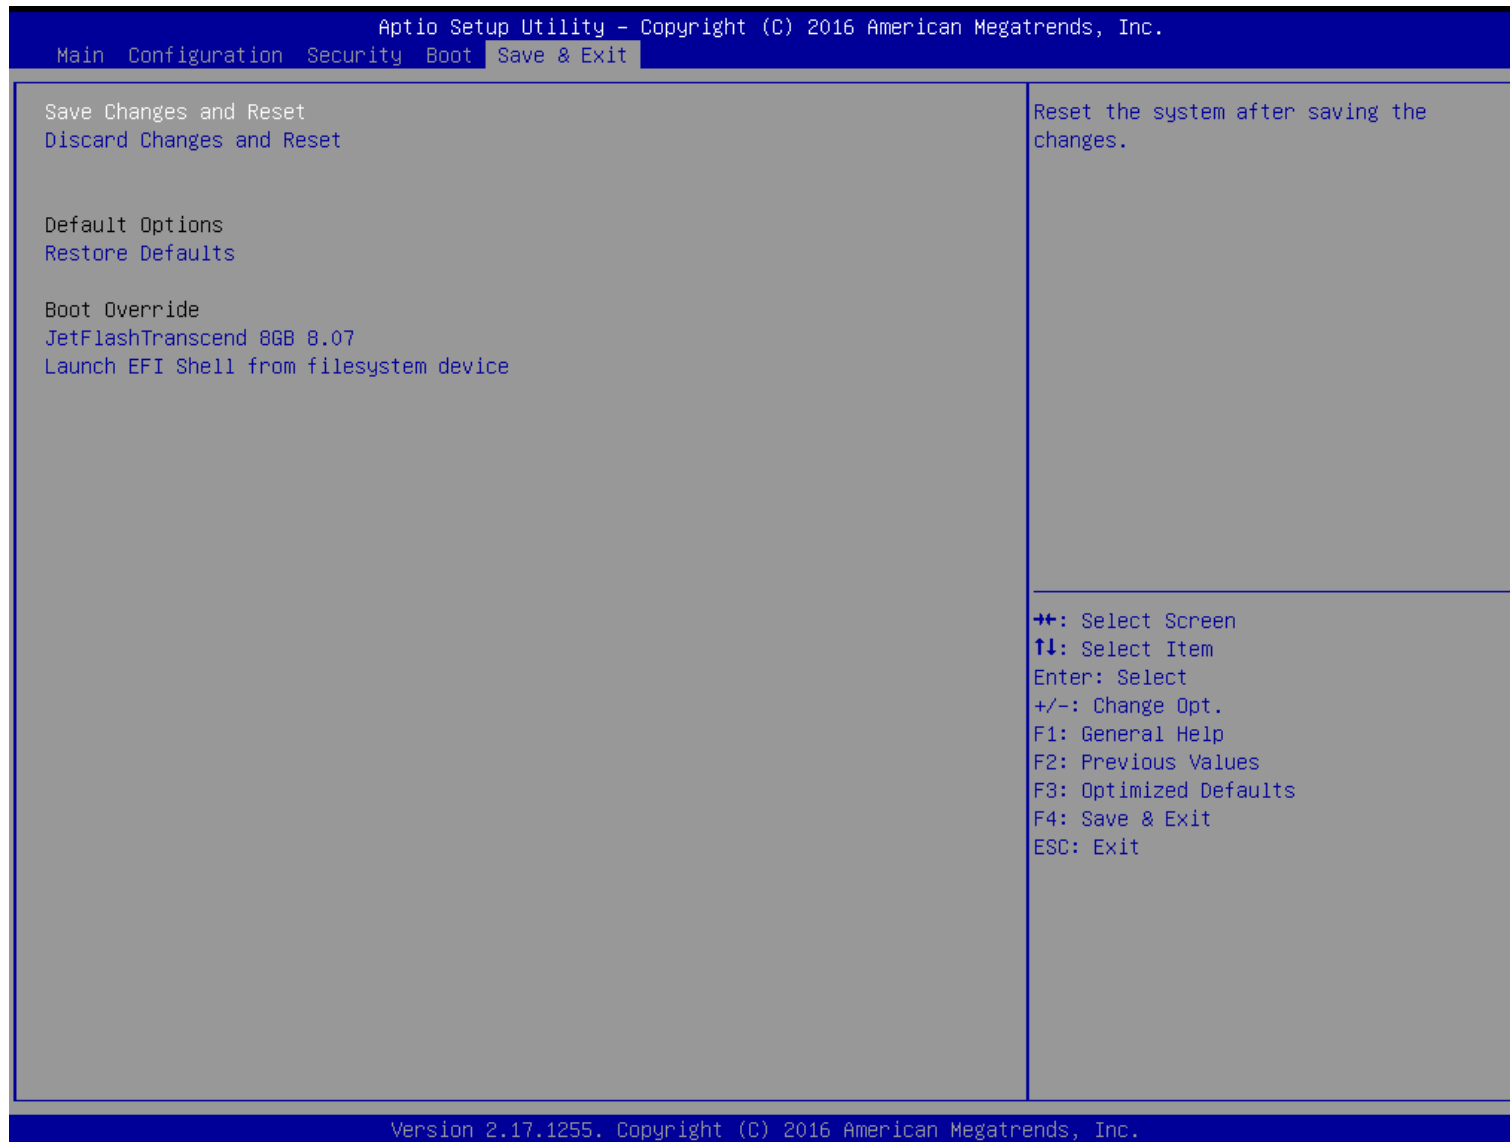 Aptio Setup Utility – Copyright (C) 2016 American Megatrends, Inc.
Main Configuration Security Boot Save & Exit
Save Changes and Reset
Discard Changes and Reset
Default Options
Restore Defaults
Boot Override
JetFlashTranscend 8GB 8.07
Launch EFI Shell from filesystem device
Reset the system after saving the
changes.
→←: Select Screen
↑↓: Select Item
Enter: Select
+/-: Change Opt.
F1: General Help
F2: Previous Values
F3: Optimized Defaults
F4: Save & Exit
ESC: Exit
Version 2.17.1255. Copyright (C) 2016 American Megatrends, Inc.